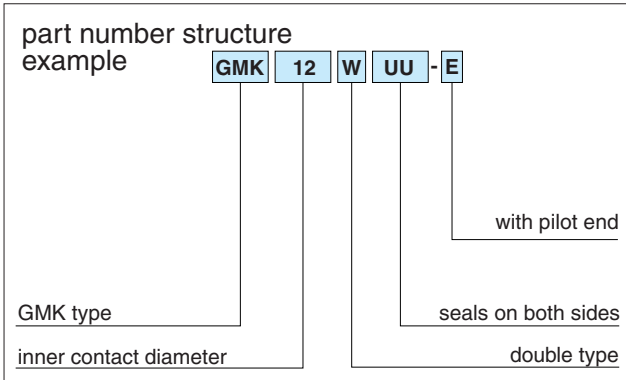 part number structure
example
GMK 12 W UU - E
with pilot end
GMK type
seals on both sides
inner contact diameter
double type